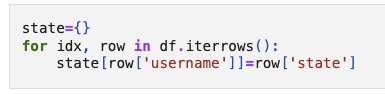 state={}
for idx, row in df.iterrows():
    state[row['username']]=row['state']